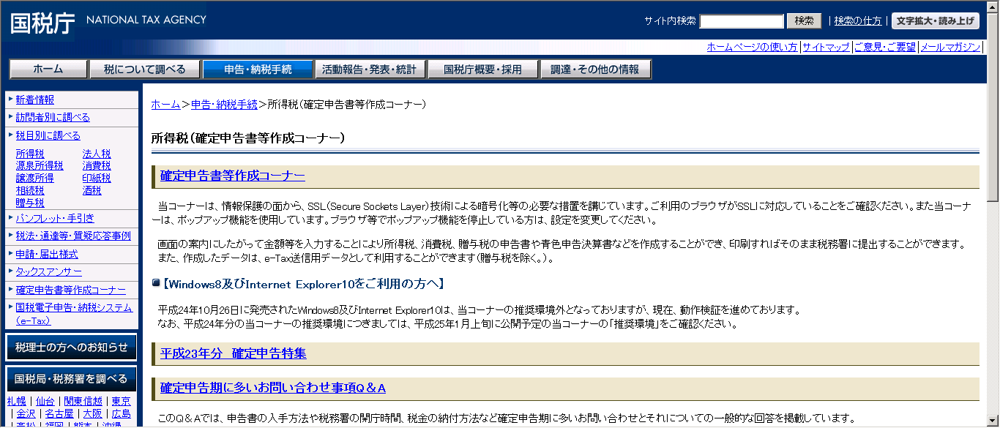 国税庁 NATIONAL TAX AGENCY
サイト内検索 検索 | 検索の仕方 | 文字拡大・読み上げ
ホームページの使い方 | サイトマップ | ご意見・ご要望 | メールマガジン |
ホーム 税について調べる 申告・納税手続 活動報告・発表・統計 国税庁概要・採用 調達・その他の情報
新着情報
訪問者別に調べる
税目別に調べる
所得税 法人税
源泉所得税 消費税
譲渡所得 印紙税
相続税 酒税
贈与税
パンフレット・手引き
税法・通達等・質疑応答事例
申請・届出様式
タックスアンサー
確定申告書等作成コーナー
国税電子申告・納税システム
(e-Tax)
税理士の方へのお知らせ
国税局・税務署を調べる
札幌 | 仙台 | 関東信越 | 東京
| 金沢 | 名古屋 | 大阪 | 広島
| 高松 | 福岡 | 熊本 | 沖縄
ホーム>申告・納税手続>所得税(確定申告書等作成コーナー)
所得税(確定申告書等作成コーナー)
確定申告書等作成コーナー
当コーナーは、情報保護の面から、SSL(Secure Sockets Layer)技術による暗号化等の必要な措置を講じています。ご利用のブラウザがSSLに対応していることをご確認ください。また当コーナ
ーは、ポップアップ機能を使用しています。ブラウザ等でポップアップ機能を停止している方は、設定を変更してください。
画面の案内にしたがって金額等を入力することにより所得税、消費税、贈与税の申告書や青色申告決算書などを作成することができ、印刷すればそのまま税務署に提出することができます。
また、作成したデータは、e-Tax送信用データとして利用することができます(贈与税を除く。)。
【Windows8及びInternet Explorer10をご利用の方へ】
平成24年10月26日に発売されたWindows8及びInternet Explorer10は、当コーナーの推奨環境外となっておりますが、現在、動作検証を進めております。
なお、平成24年分の当コーナーの推奨環境につきましては、平成25年1月上旬に公開予定の当コーナーの「推奨環境」をご確認ください。
平成23年分 確定申告特集
確定申告期に多いお問い合わせ事項Q&A
このQ&Aでは、申告書の入手方法や税務署の開庁時間、税金の納付方法など確定申告期に多いお問い合わせとそれについての一般的な回答を掲載しています。